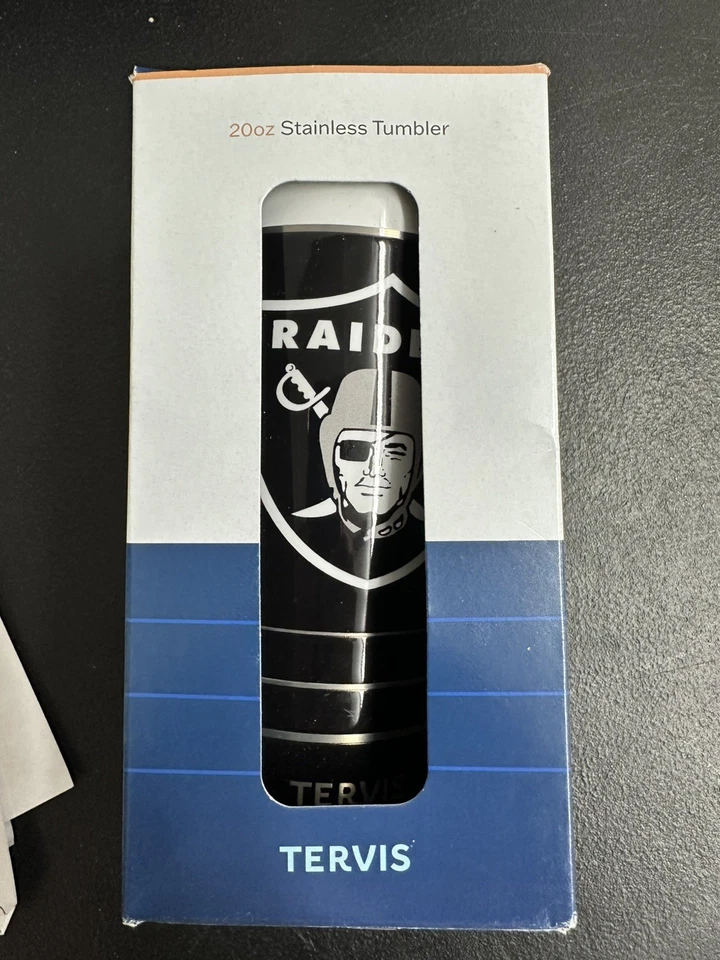 20oz Stainless Tumbler
RAIDE
TERVIS
TERVIS